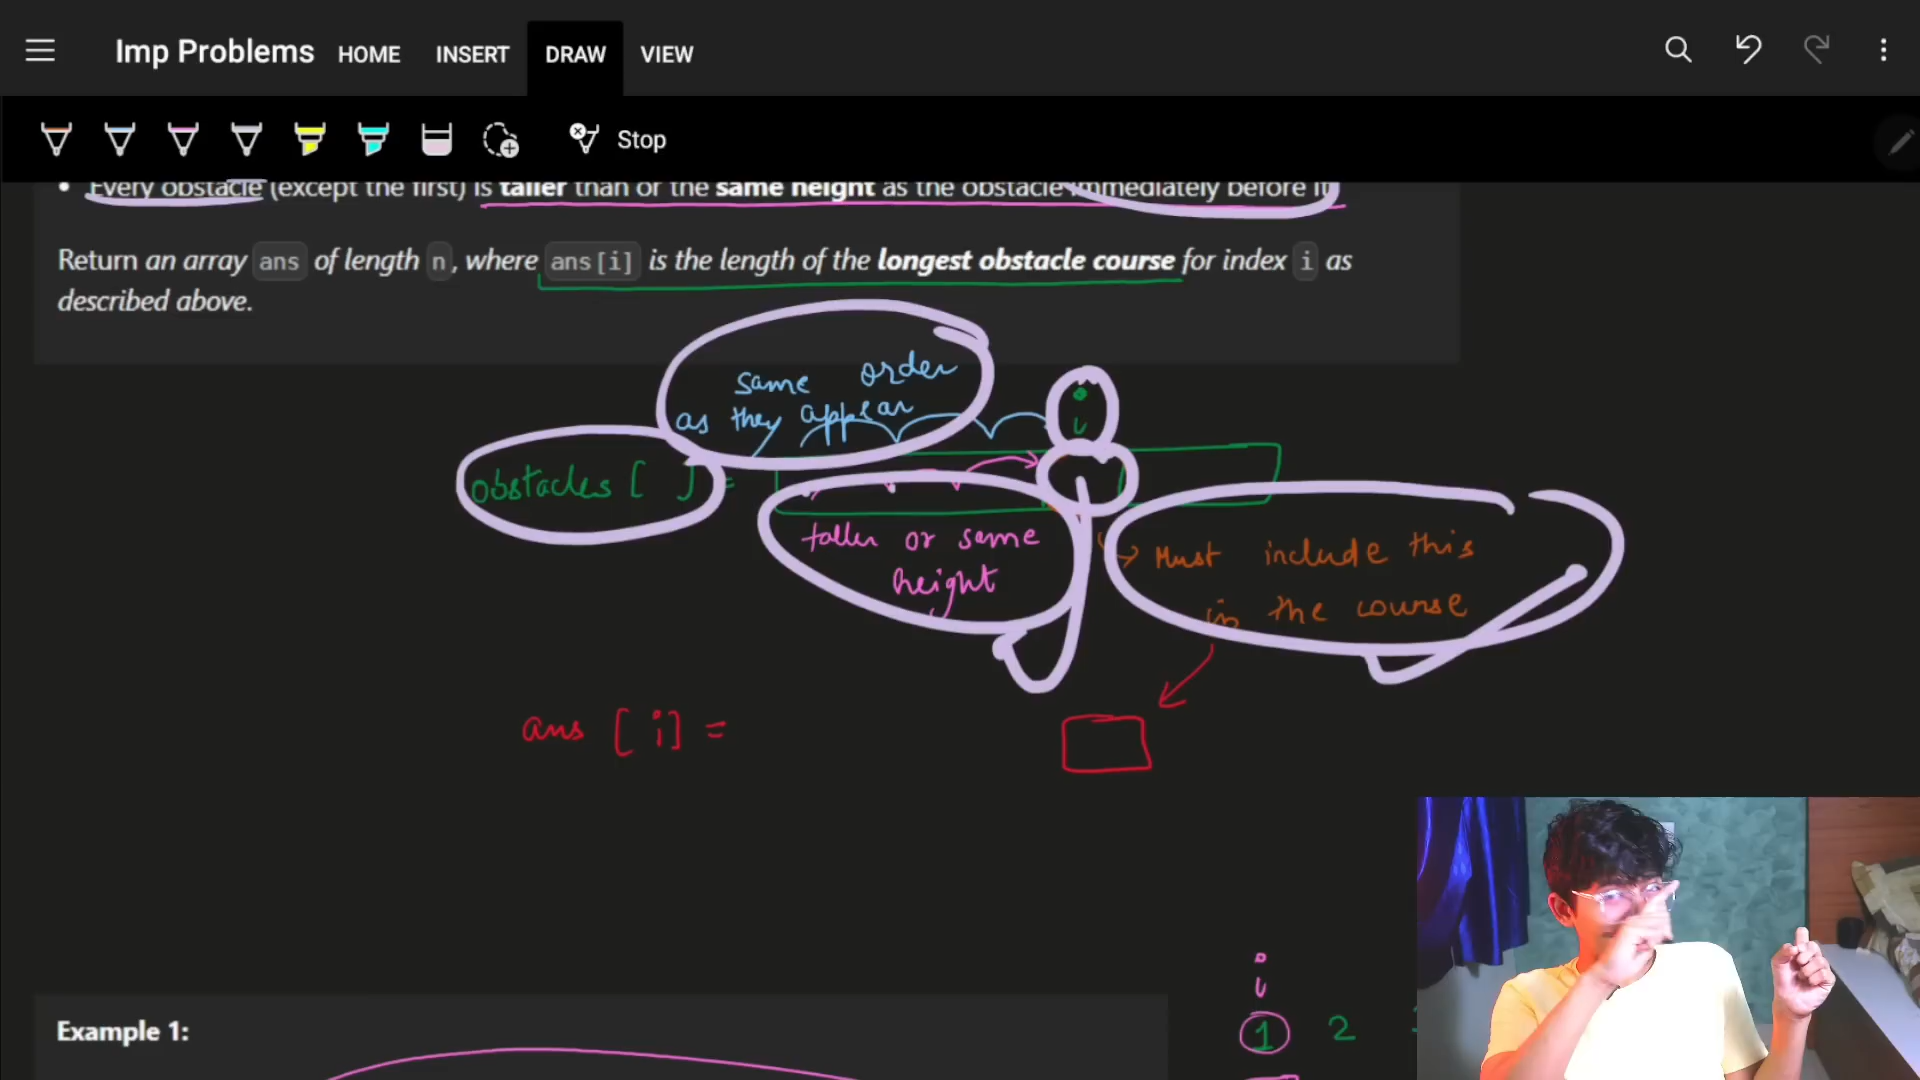 Imp Problems HOME INSERT DRAW VIEW
Stop
• Every obstacle (except the first) is taller than or the same height as the obstacle immediately before it.
Return an array ans of length n, where ans[i] is the length of the longest obstacle course for index i as
described above.
same order
as they appear
i
obstacles [ ] =
taller or same
height
Must include this
in the course
ans [ i ] =
i
Example 1:
1 2